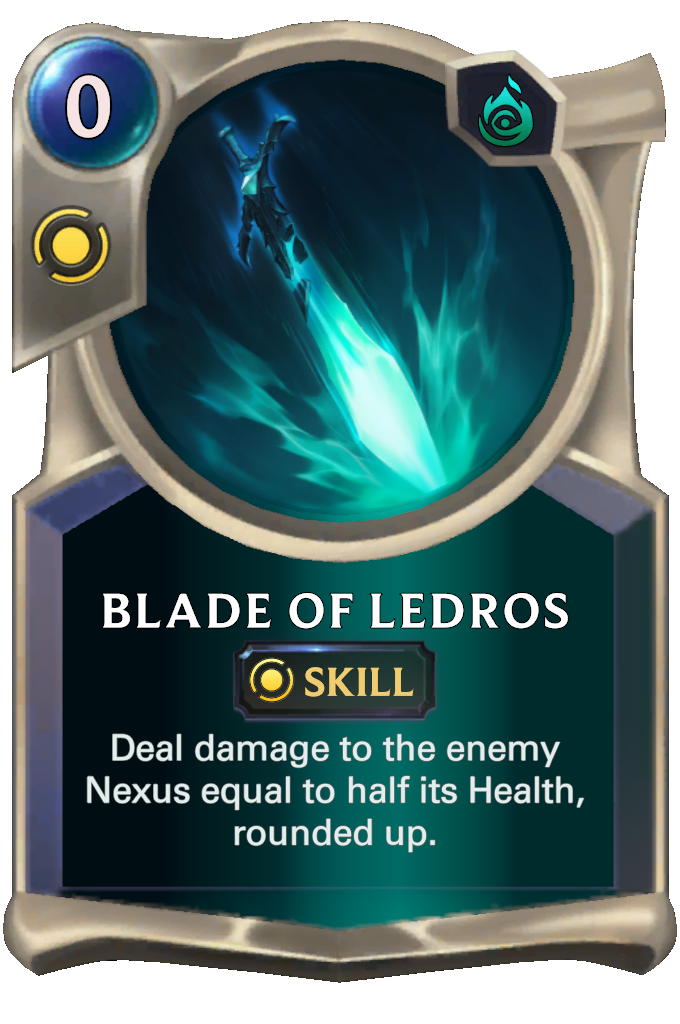 0
BLADE OF LEDROS
SKILL
Deal damage to the enemy
Nexus equal to half its Health,
rounded up.